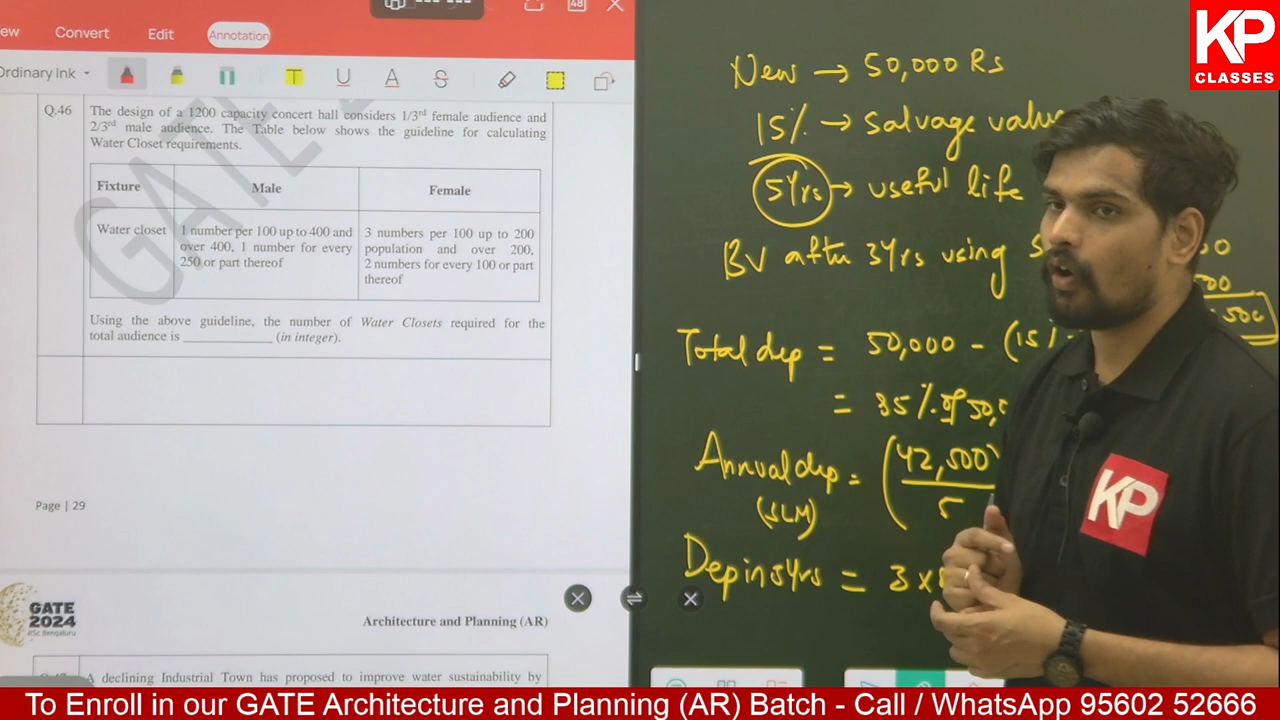 ew Convert Edit Annotation
48
Ordinary Ink
Q.46 The design of a 1200 capacity concert hall considers 1/3rd female audience and
2/3rd male audience. The Table below shows the guideline for calculating
Water Closet requirements.
Fixture Male Female
Water closet 1 number per 100 up to 400 and 3 numbers per 100 up to 200
over 400, 1 number for every population and over 200,
250 or part thereof 2 numbers for every 100 or part
thereof
Using the above guideline, the number of Water Closets required for the
total audience is ____________ (in integer).
Page | 29
GATE
2024
IISc Bengaluru
Architecture and Planning (AR)
A declining Industrial Town has proposed to improve water sustainability by
GATE
New → 50,000 Rs
15% → Salvage value
5yrs → useful life
BV after 3yrs using S
Total dep = 50,000 - (15%
= 85% of 50,0
Annual dep = (42,500
5
(SLM)
Dep in 3yrs = 3 ×
KP
CLASSES
KP
To Enroll in our GATE Architecture and Planning (AR) Batch - Call / WhatsApp 95602 52666